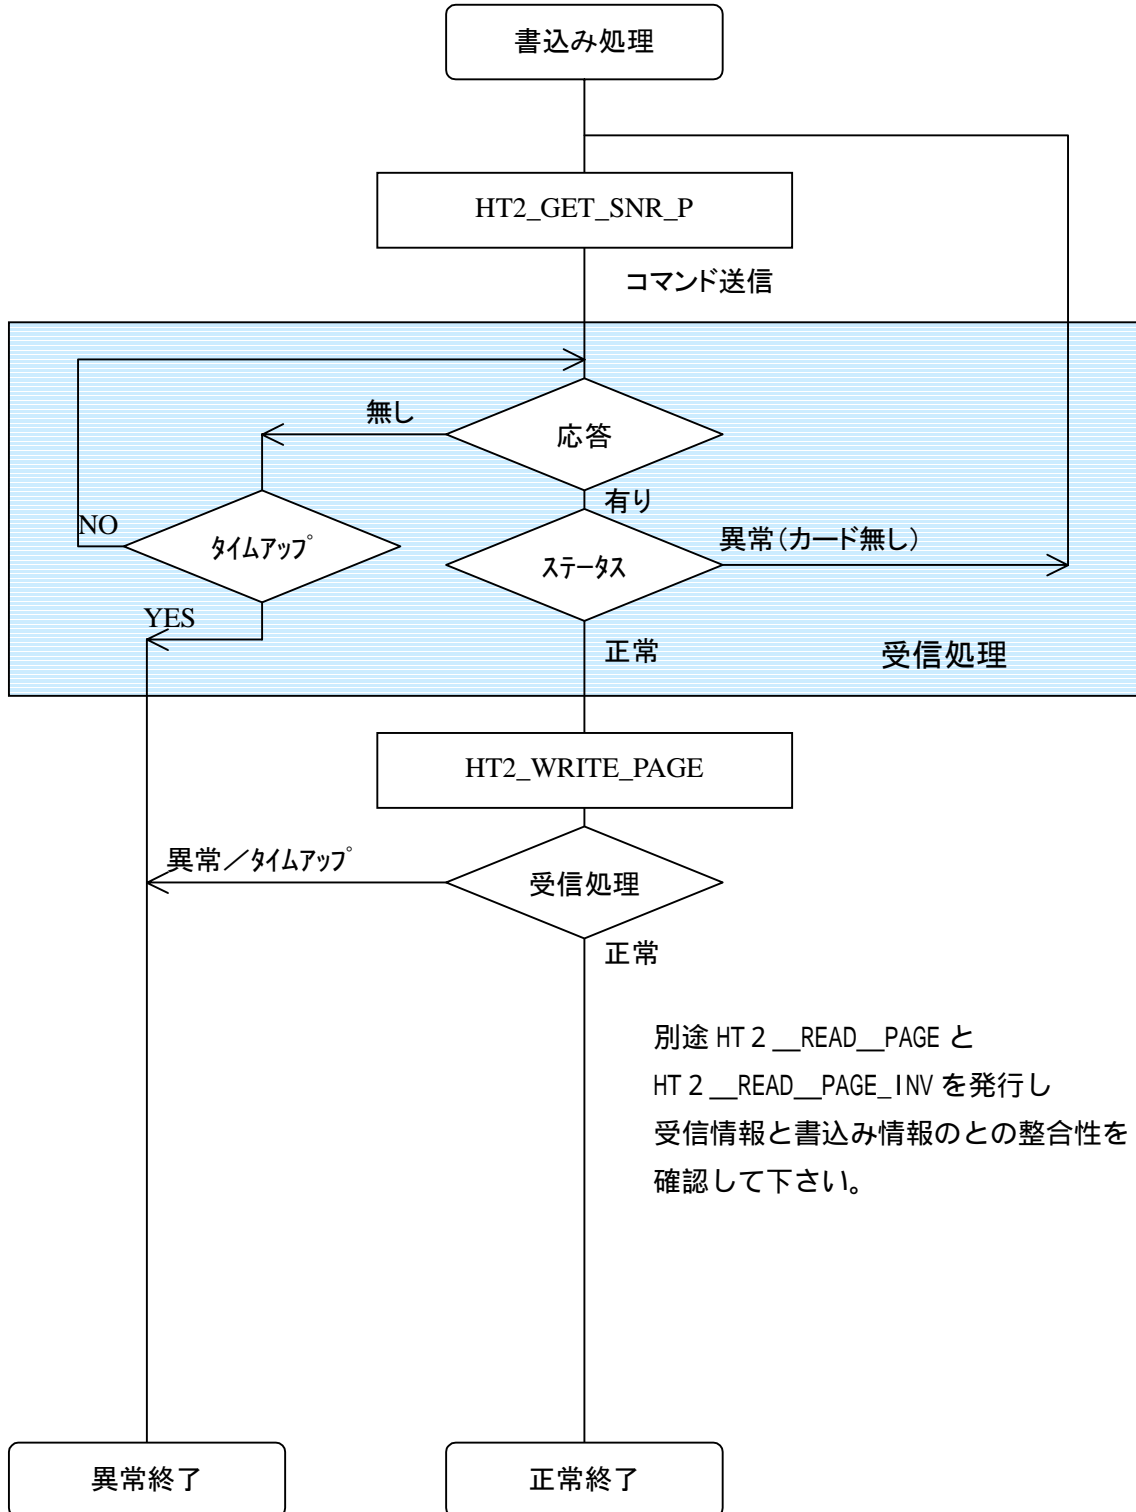 書込み処理
HT2_GET_SNR_P
コマンド送信
無し
応答
有り
NO
ﾀｲﾑｱｯﾌﾟ
ｽﾃｰﾀｽ
異常(カード無し)
YES
正常
受信処理
HT2_WRITE_PAGE
異常／ﾀｲﾑｱｯﾌﾟ
受信処理
正常
別途 HT２__READ__PAGE と
HT２__READ__PAGE_INV を発行し
受信情報と書込み情報のとの整合性を
確認して下さい。
異常終了
正常終了